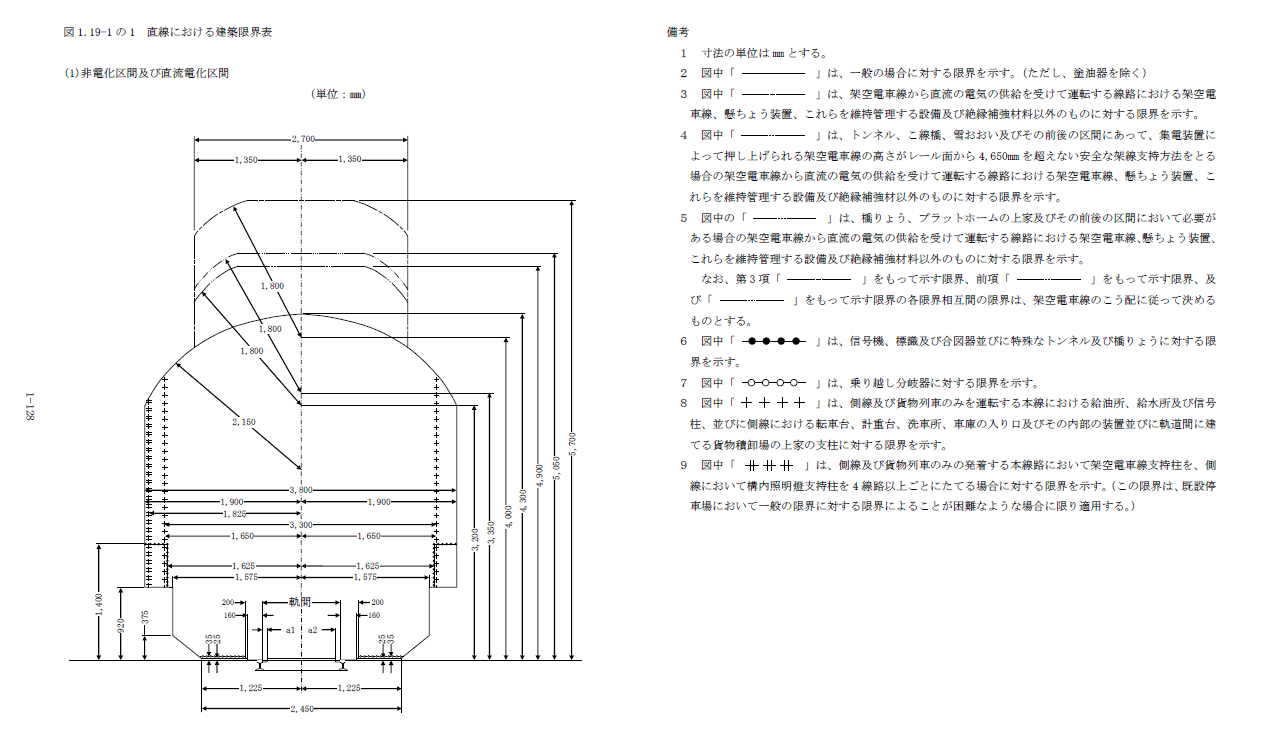 図1.19-1の1　直線における建築限界表
(1)非電化区間及び直流電化区間
（単位：㎜）
2,700
1,350
1,350
1,800
1,800
1,800
2,150
3,800
1,900
1,900
1,825
3,300
1,650
1,650
1,625
1,625
1,575
1,575
200
軌間
200
160
160
a1
a2
35
25
25
35
1,400
920
375
3,200
3,350
4,000
4,300
4,900
5,050
5,700
1,225
1,225
2,450
1-128
備考
1　寸法の単位は㎜とする。
2　図中「　　　　」は、一般の場合に対する限界を示す。（ただし、塗油器を除く）
3　図中「　　　　」は、架空電車線から直流の電気の供給を受けて運転する線路における架空電
車線、懸ちょう装置、これらを維持管理する設備及び絶縁補強材料以外のものに対する限界を示す。
4　図中「　　　　」は、トンネル、こ線橋、雪おおい及びその前後の区間にあって、集電装置に
よって押し上げられる架空電車線の高さがレール面から4,650㎜を超えない安全な架線支持方法をとる
場合の架空電車線から直流の電気の供給を受けて運転する線路における架空電車線、懸ちょう装置、こ
れらを維持管理する設備及び絶縁補強材以外のものに対する限界を示す。
5　図中の「　　　　」は、橋りょう、プラットホームの上家及びその前後の区間において必要が
ある場合の架空電車線から直流の電気の供給を受けて運転する線路における架空電車線、懸ちょう装置、
これらを維持管理する設備及び絶縁補強材料以外のものに対する限界を示す。
なお、第3項「　　　　」をもって示す限界、前項「　　　　」をもって示す限界、及
び「　　　　」をもって示す限界の各限界相互間の限界は、架空電車線のこう配に従って決める
ものとする。
6　図中「　　　　」は、信号機、標識及び合図器並びに特殊なトンネル及び橋りょうに対する限
界を示す。
7　図中「　　　　」は、乗り越し分岐器に対する限界を示す。
8　図中「　　　　」は、側線及び貨物列車のみを運転する本線における給油所、給水所及び信号
柱、並びに側線における転車台、計重台、洗車所、車庫の入り口及びその内部の装置並びに軌道間に建
てる貨物積卸場の上家の支柱に対する限界を示す。
9　図中「　　　　」は、側線及び貨物列車のみの発着する本線路において架空電車線支持柱を、側
線において構内照明燈支持柱を4線路以上ごとにたてる場合に対する限界を示す。（この限界は、既設停
車場において一般の限界に対する限界によることが困難なような場合に限り適用する。）